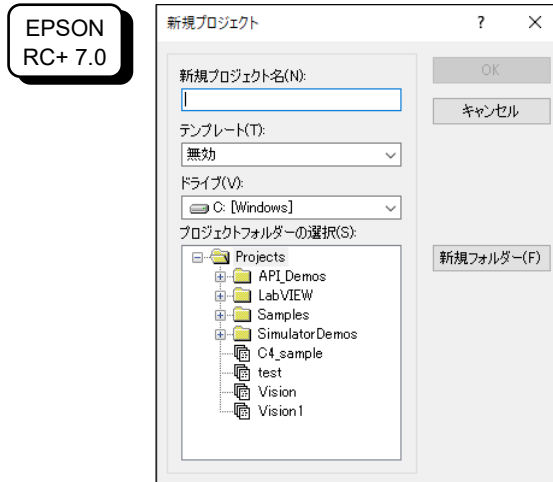 EPSON
RC+ 7.0
新規プロジェクト
?
新規プロジェクト名(N):
OK
キャンセル
テンプレート(T):
無効
ドライブ(V):
C: [Windows]
プロジェクトフォルダーの選択(S):
新規フォルダー(F)
Projects
API_Demos
LabVIEW
Samples
SimulatorDemos
C4_sample
test
Vision
Vision1